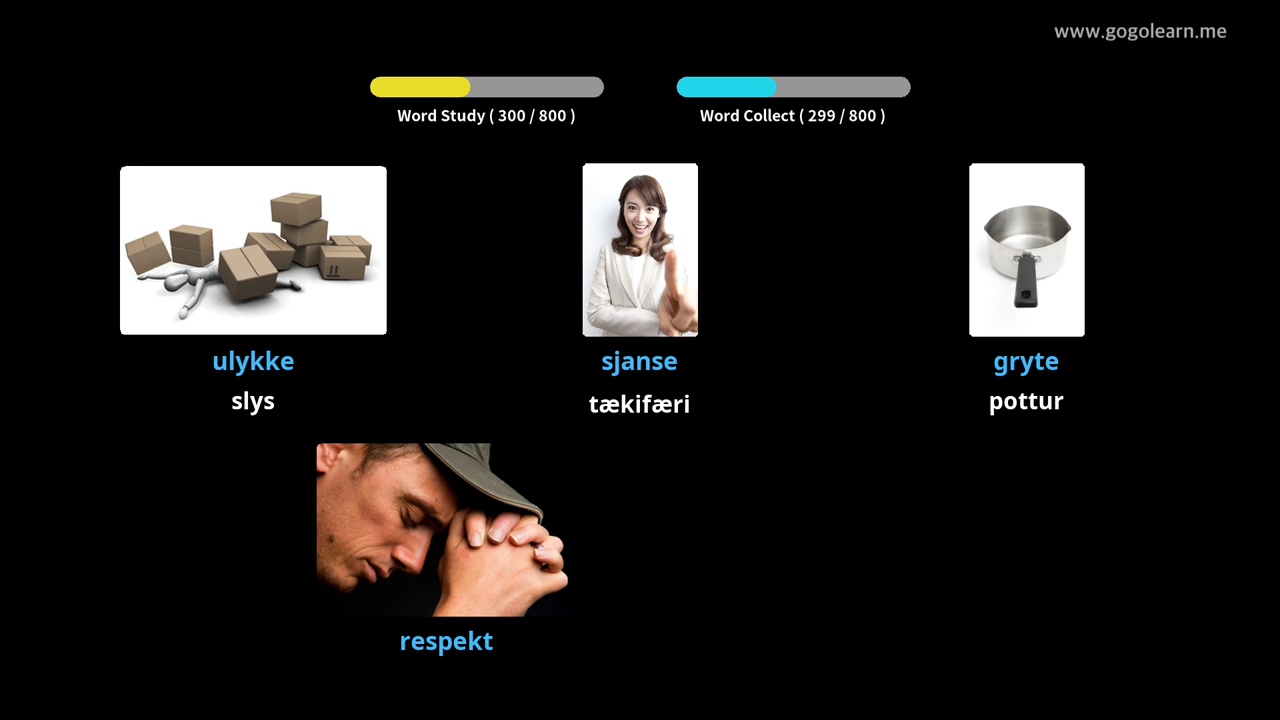 www.gogolearn.me
Word Study ( 300 / 800 )
Word Collect ( 299 / 800 )
ulykke
sjanse
gryte
slys
tækifæri
pottur
respekt